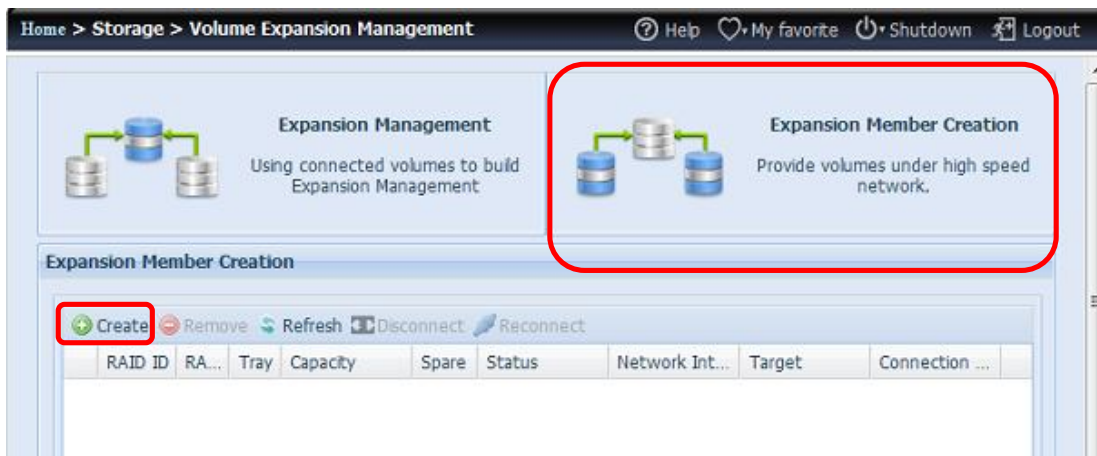 Home > Storage > Volume Expansion Management Help My favorite Shutdown Logout
Expansion Management
Using connected volumes to build
Expansion Management
Expansion Member Creation
Provide volumes under high speed
network.
Expansion Member Creation
Create Remove Refresh Disconnect Reconnect
RAID ID RA... Tray Capacity Spare Status Network Int... Target Connection ...